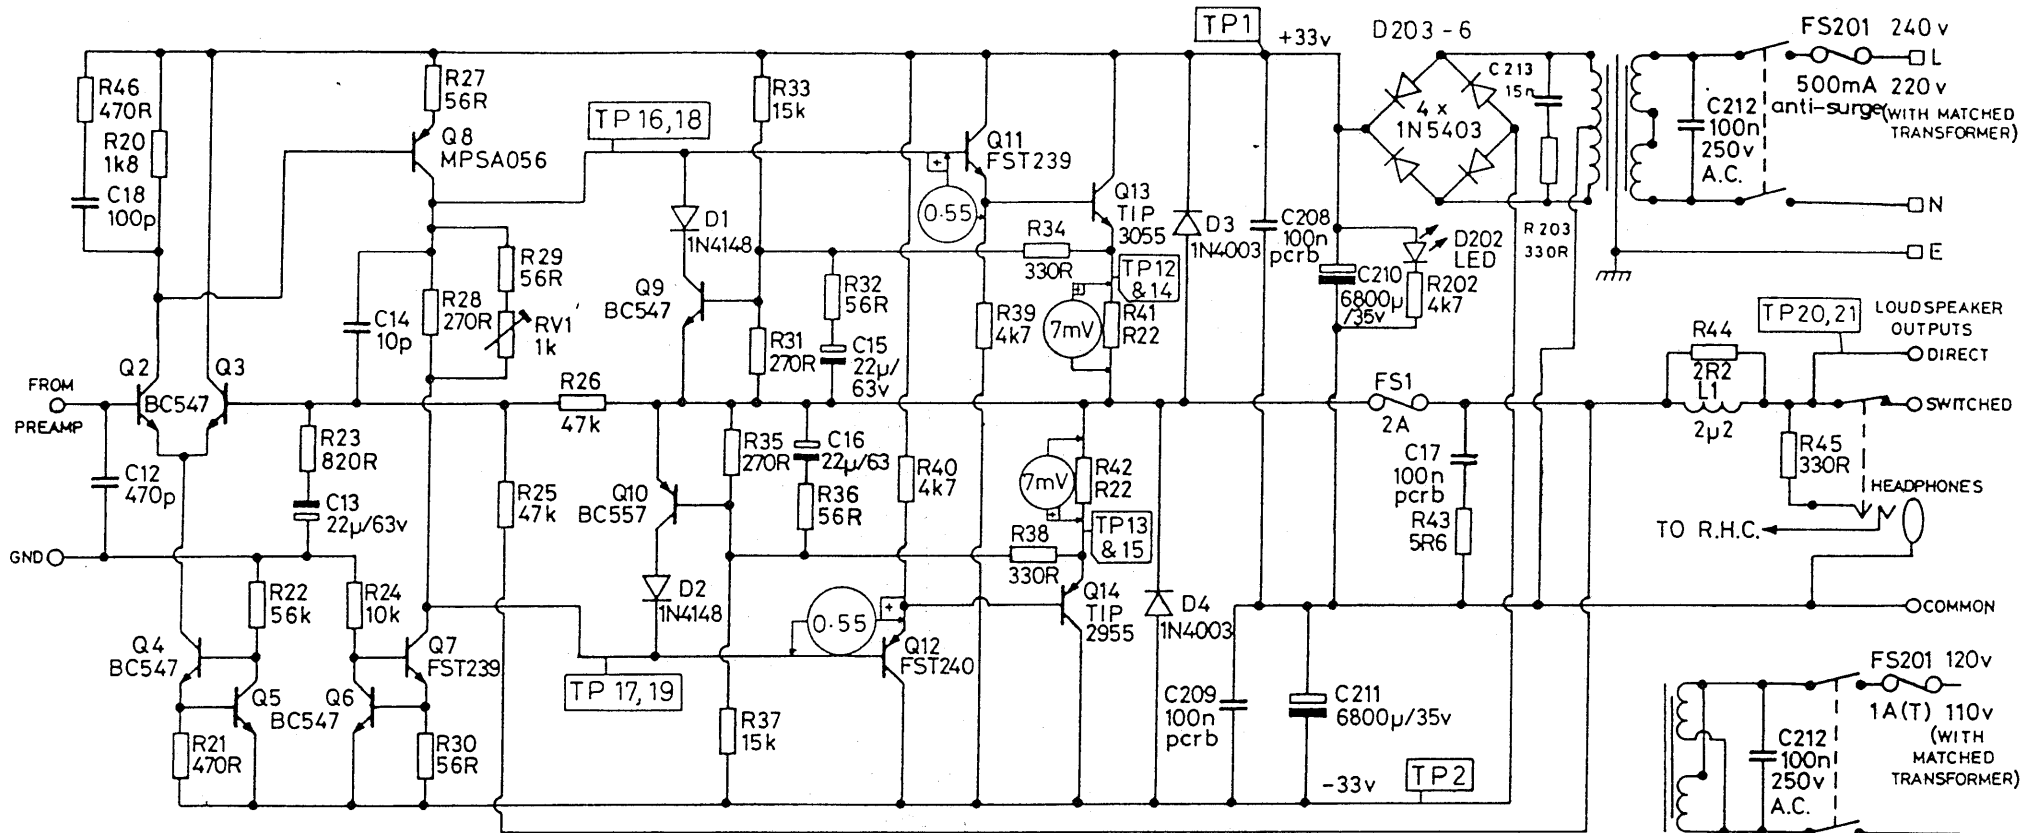 TP1
+33v
D203-6
FS201 240v
L
500mA 220v
anti-surge (WITH MATCHED
TRANSFORMER)
R46
470R
R20
1k8
C18
100p
R27
56R
Q8
MPSA056
TP 16,18
R33
15k
Q11
FST239
0.55
+
Q13
TIP
3055
D3
1N4003
C208
100n
pcrb
4 x
1N5403
C213
15n
R203
330R
C212
100n
250v
A.C.
N
E
D202
LED
R202
4k7
C210
6800µ
/35v
D1
1N4148
R34
330R
TP12
&14
+
7mV
R41
R22
R29
56R
RV1
1k
R28
270R
C14
10p
Q9
BC547
R32
56R
R31
270R
C15
22µ/
63v
R39
4k7
R44
2R2
L1
2µ2
TP20,21
LOUDSPEAKER
OUTPUTS
DIRECT
SWITCHED
FROM
PREAMP
Q2
BC547
Q3
R26
47k
FS1
2A
R23
820R
C13
22µ/63v
C12
470p
R25
47k
Q10
BC557
R35
270R
C16
22µ/63
R36
56R
R40
4k7
7mV
+
R42
R22
TP13
&15
R38
330R
C17
100n
pcrb
R43
5R6
R45
330R
HEADPHONES
TO R.H.C.
GND
R22
56k
R24
10k
D2
1N4148
0.55
+
Q14
TIP
2955
D4
1N4003
COMMON
Q4
BC547
Q7
FST239
Q12
FST240
Q5
BC547
Q6
TP 17,19
R21
470R
R30
56R
R37
15k
C209
100n
pcrb
C211
6800µ/35v
-33v
TP2
FS201 120v
1A(T) 110v
(WITH
MATCHED
TRANSFORMER)
C212
100n
250v
A.C.